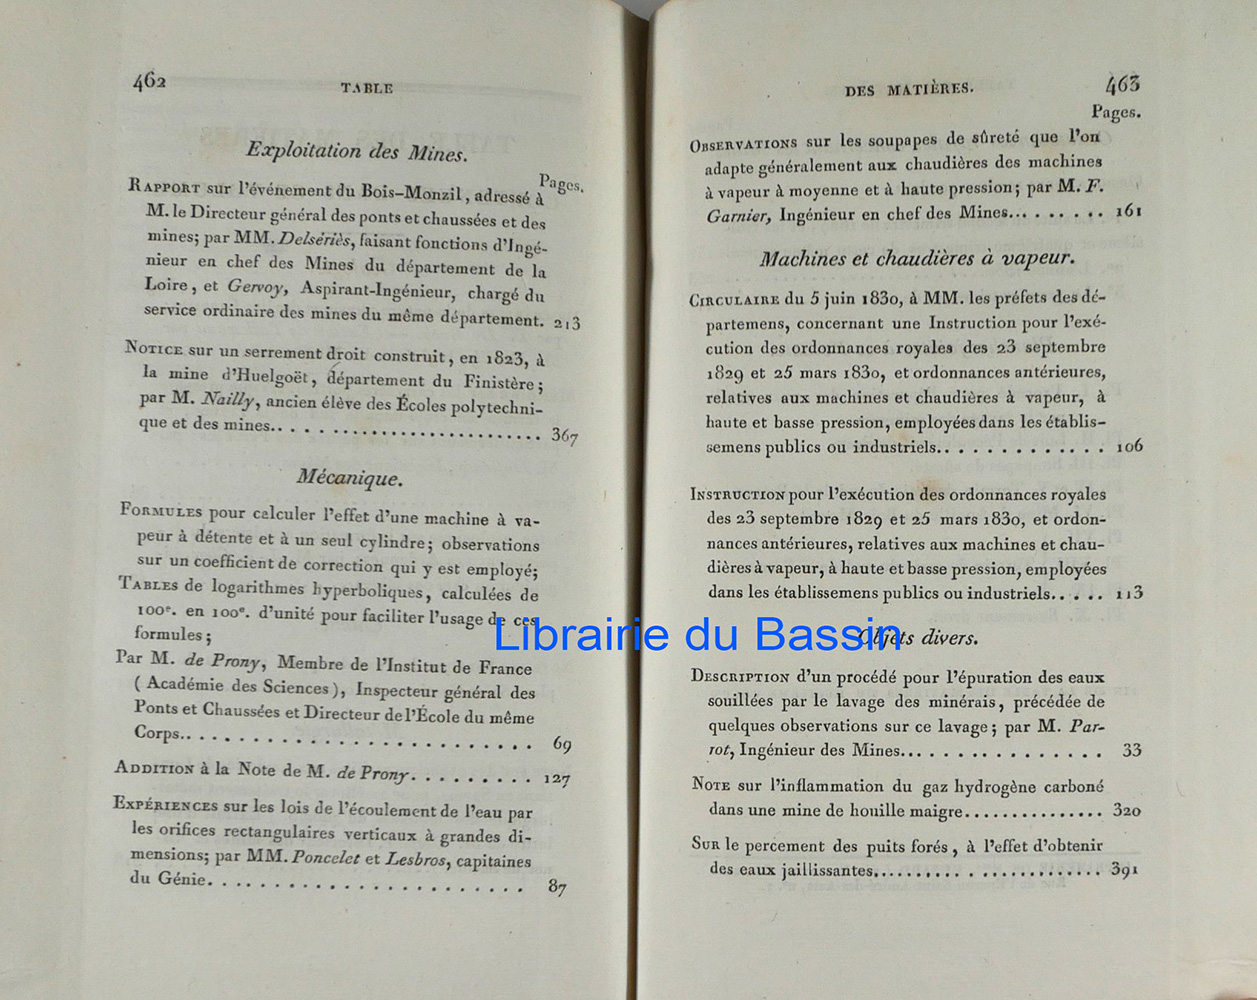 462
TABLE
Exploitation des Mines.
Pages.
RAPPORT sur l'événement du Bois-Monzil, adressé à
M. le Directeur général des ponts et chaussées et des
mines; par MM. Delsériès, faisant fonctions d'Ingé-
nieur en chef des Mines du département de la
Loire, et Gervoy, Aspirant-Ingénieur, chargé du
service ordinaire des mines du même département. 213
NOTICE sur un serrement droit construit, en 1823, à
la mine d'Huelgoët, département du Finistère;
par M. Nailly, ancien élève des Écoles polytechni-
que et des mines.......................... 367
Mécanique.
FORMULES pour calculer l'effet d'une machine à va-
peur à détente et à un seul cylindre; observations
sur un coefficient de correction qui y est employé;
TABLES de logarithmes hyperboliques, calculées de
100e. en 100e. d'unité pour faciliter l'usage de ces
formules;
Par M. de Prony, Membre de l'Institut de France
(Académie des Sciences), Inspecteur général des
Ponts et Chaussées et Directeur de l'École du même
Corps.......................... 69
ADDITION à la Note de M. de Prony......... 127
EXPÉRIENCES sur les lois de l'écoulement de l'eau par
les orifices rectangulaires verticaux à grandes di-
mensions; par MM. Poncelet et Lesbros, capitaines
du Génie........................ 87
DES MATIÈRES.
463
Pages.
OBSERVATIONS sur les soupapes de sûreté que l'on
adapte généralement aux chaudières des machines
à vapeur à moyenne et à haute pression; par M. F.
Garnier, Ingénieur en chef des Mines......... 161
Machines et chaudières à vapeur.
CIRCULAIRE du 5 juin 1830, à MM. les préfets des dé-
partemens, concernant une Instruction pour l'exé-
cution des ordonnances royales des 23 septembre
1829 et 25 mars 1830, et ordonnances antérieures,
relatives aux machines et chaudières à vapeur, à
haute et basse pression, employées dans les établis-
semens publics ou industriels.............. 106
INSTRUCTION pour l'exécution des ordonnances royales
des 23 septembre 1829 et 25 mars 1830, et ordon-
nances antérieures, relatives aux machines et chau-
dières à vapeur, à haute et basse pression, employées
dans les établissemens publics ou industriels..... 113
Librairie du Bassin
Objets divers.
DESCRIPTION d'un procédé pour l'épuration des eaux
souillées par le lavage des minérais, précédée de
quelques observations sur ce lavage; par M. Par-
rot, Ingénieur des Mines................ 33
NOTE sur l'inflammation du gaz hydrogène carboné
dans une mine de houille maigre............... 320
SUR le percement des puits forés, à l'effet d'obtenir
des eaux jaillissantes........................ 391